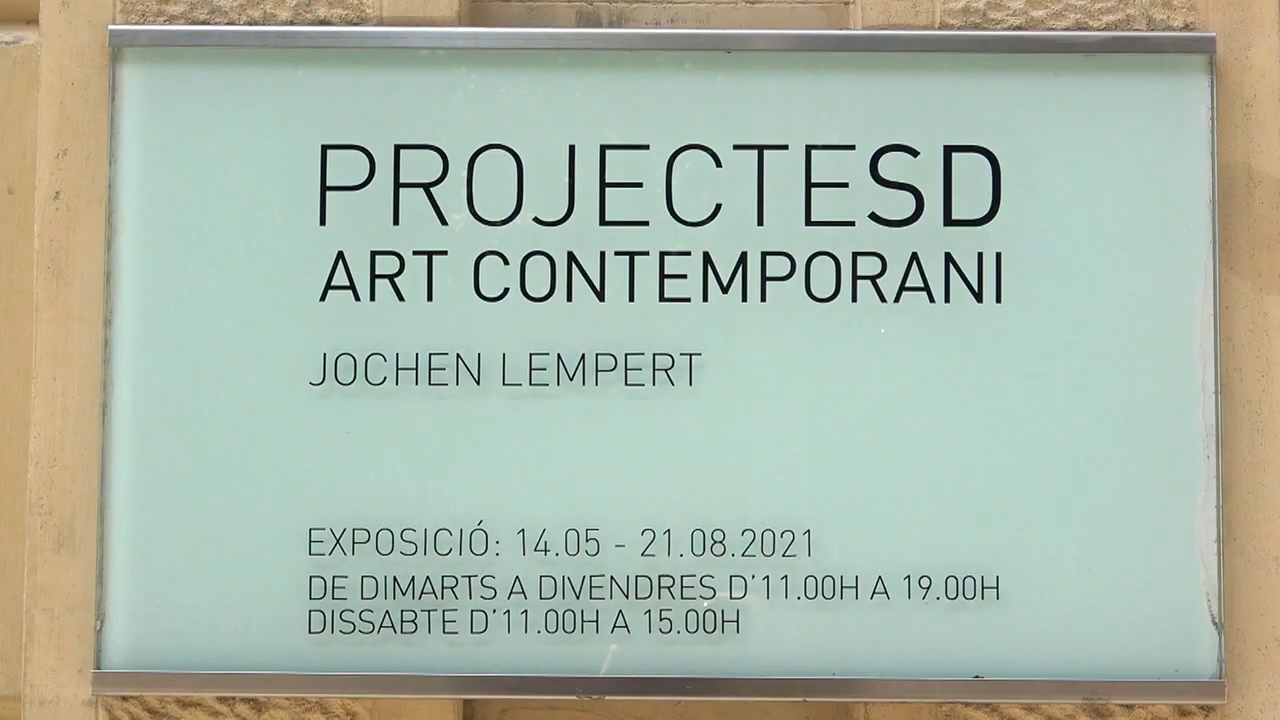 PROJECTESD
ART CONTEMPORANI
JOCHEN LEMPERT
EXPOSICIÓ: 14.05 - 21.08.2021
DE DIMARTS A DIVENDRES D'11.00H A 19.00H
DISSABTE D'11.00H A 15.00H